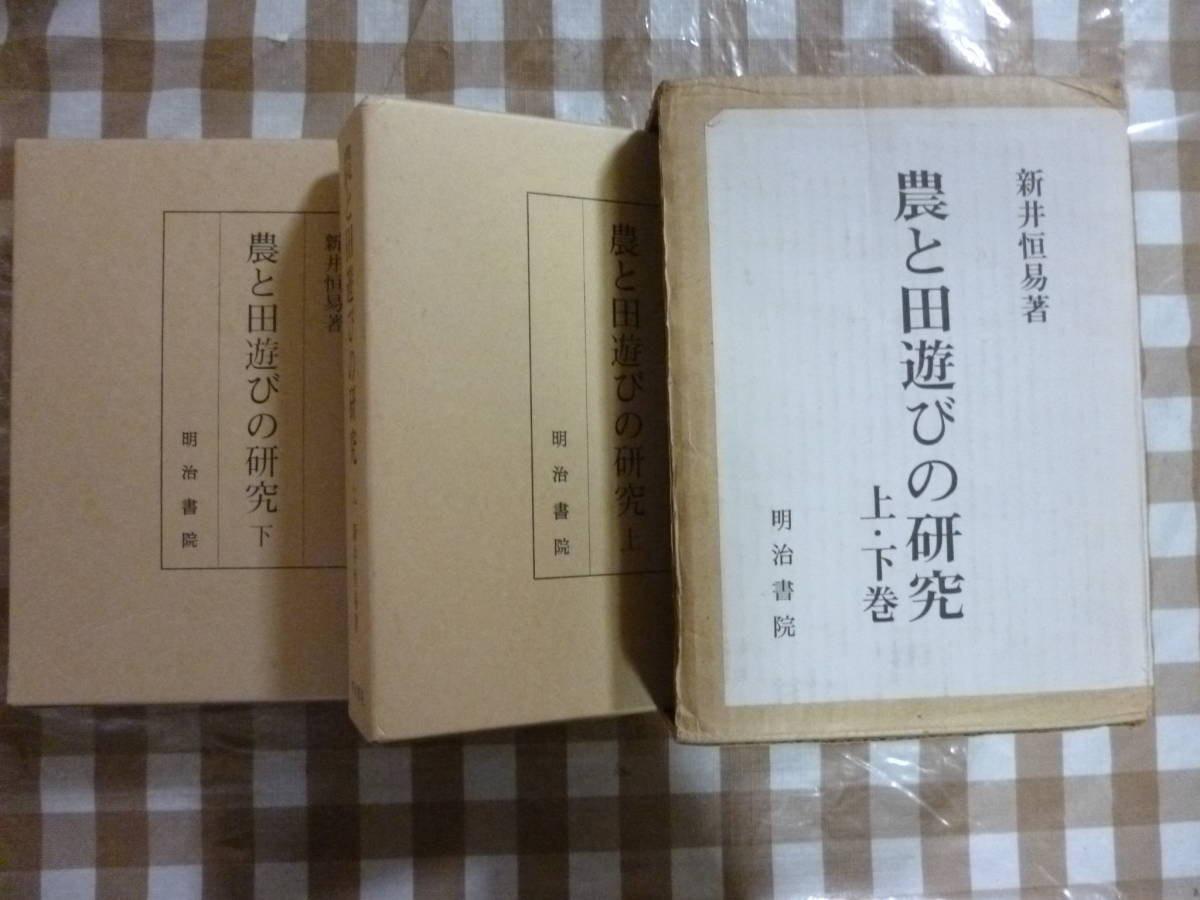 新井恒易著
農と田遊びの研究
上・下巻
明治書院
農と田遊びの研究 上
明治書院
新井恒易著
農と田遊びの研究 下
明治書院